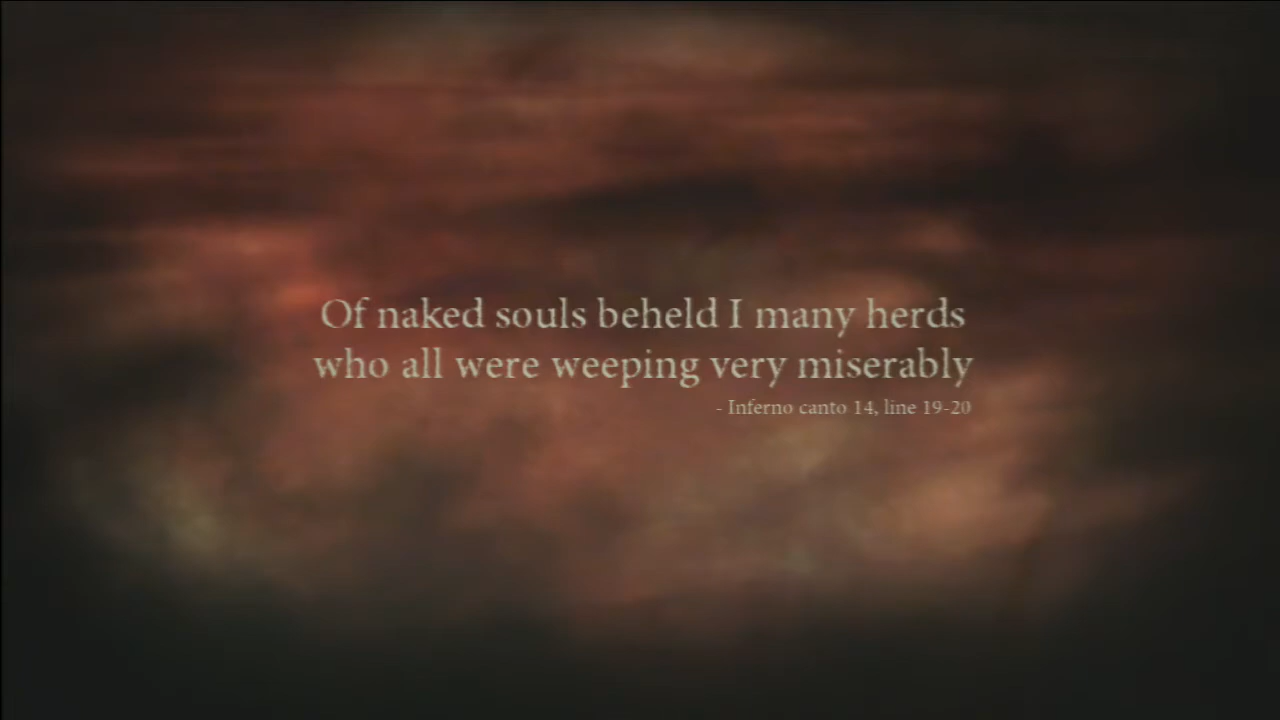 Of naked souls beheld I many herds
who all were weeping very miserably
- Inferno canto 14, line 19-20